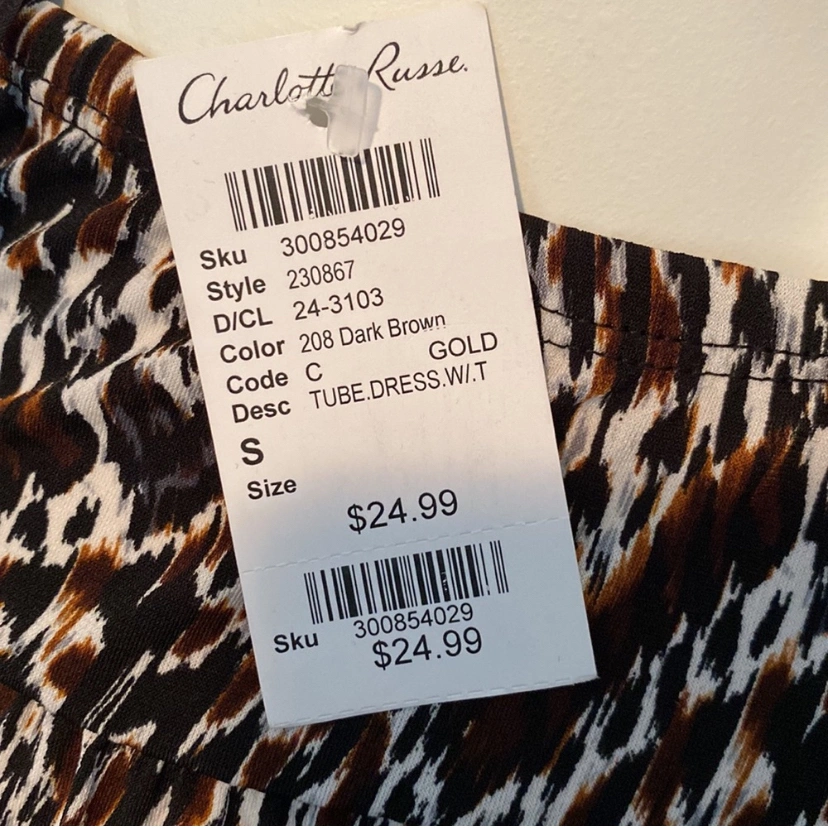 Charlotte Russe.
Sku 300854029
Style 230867
D/CL 24-3103
Color 208 Dark Brown
Code C GOLD
Desc TUBE.DRESS.W/.T
S
Size
$24.99
Sku 300854029
$24.99